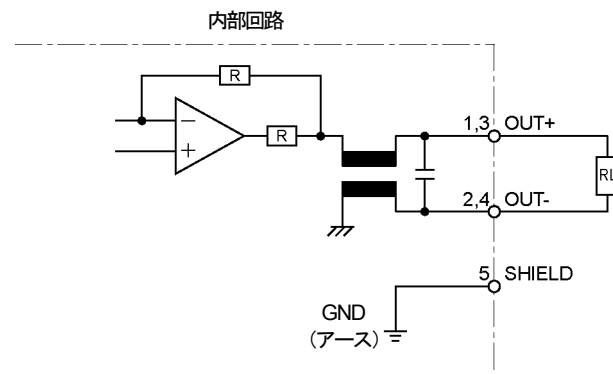 内部回路
R
R
1,3 OUT+
RL
2,4 OUT-
5 SHIELD
GND
(アース)